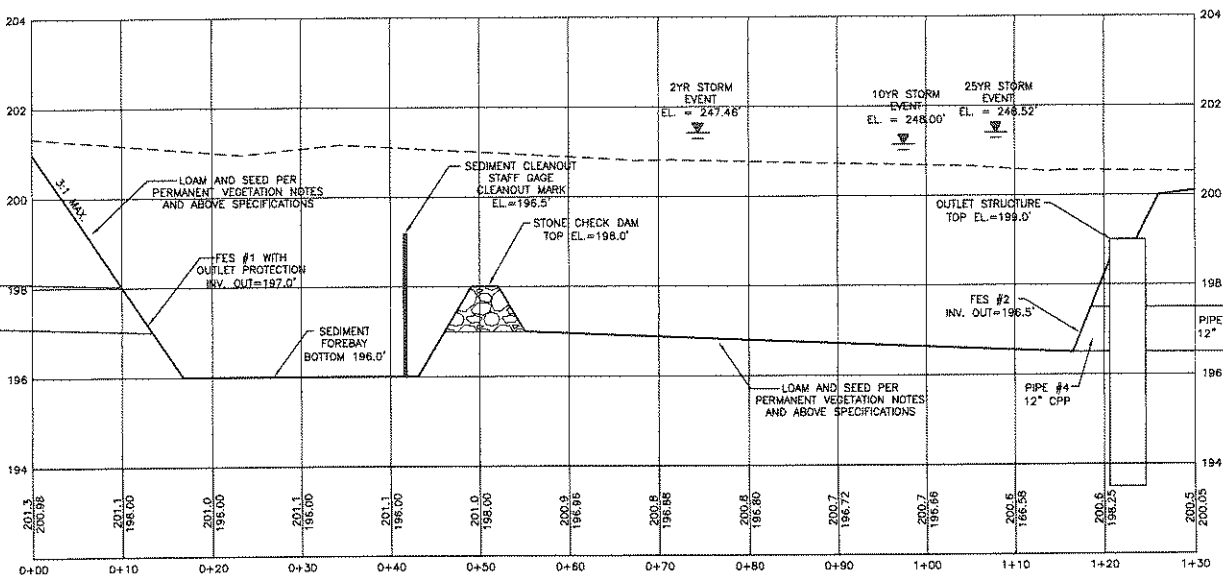 204
204
202
202
200
200
198
198
196
196
194
194
2YR STORM
EVENT
EL. = 247.46'
10YR STORM
EVENT
EL. = 248.00'
25YR STORM
EVENT
EL. = 248.52'
3:1 MAX.
LOAM AND SEED PER
PERMANENT VEGETATION NOTES
AND ABOVE SPECIFICATIONS
SEDIMENT CLEANOUT
STAFF GAGE
CLEANOUT MARK
EL.=196.5'
STONE CHECK DAM
TOP EL.=198.0'
OUTLET STRUCTURE
TOP EL.=199.0'
FES #1 WITH
OUTLET PROTECTION
INV. OUT=197.0'
SEDIMENT
FOREBAY
BOTTOM 196.0'
FES #2
INV. OUT=196.5'
PIPE
12"
LOAM AND SEED PER
PERMANENT VEGETATION NOTES
AND ABOVE SPECIFICATIONS
PIPE #4
12" CPP
201.3
200.98
201.1
198.00
201.0
196.00
201.1
196.00
201.1
196.00
201.0
198.00
200.9
196.96
200.8
196.88
200.8
196.80
200.7
196.72
200.7
196.66
200.6
166.58
200.6
198.25
200.5
200.05
0+00
0+10
0+20
0+30
0+40
0+50
0+60
0+70
0+80
0+90
1+00
1+10
1+20
1+30